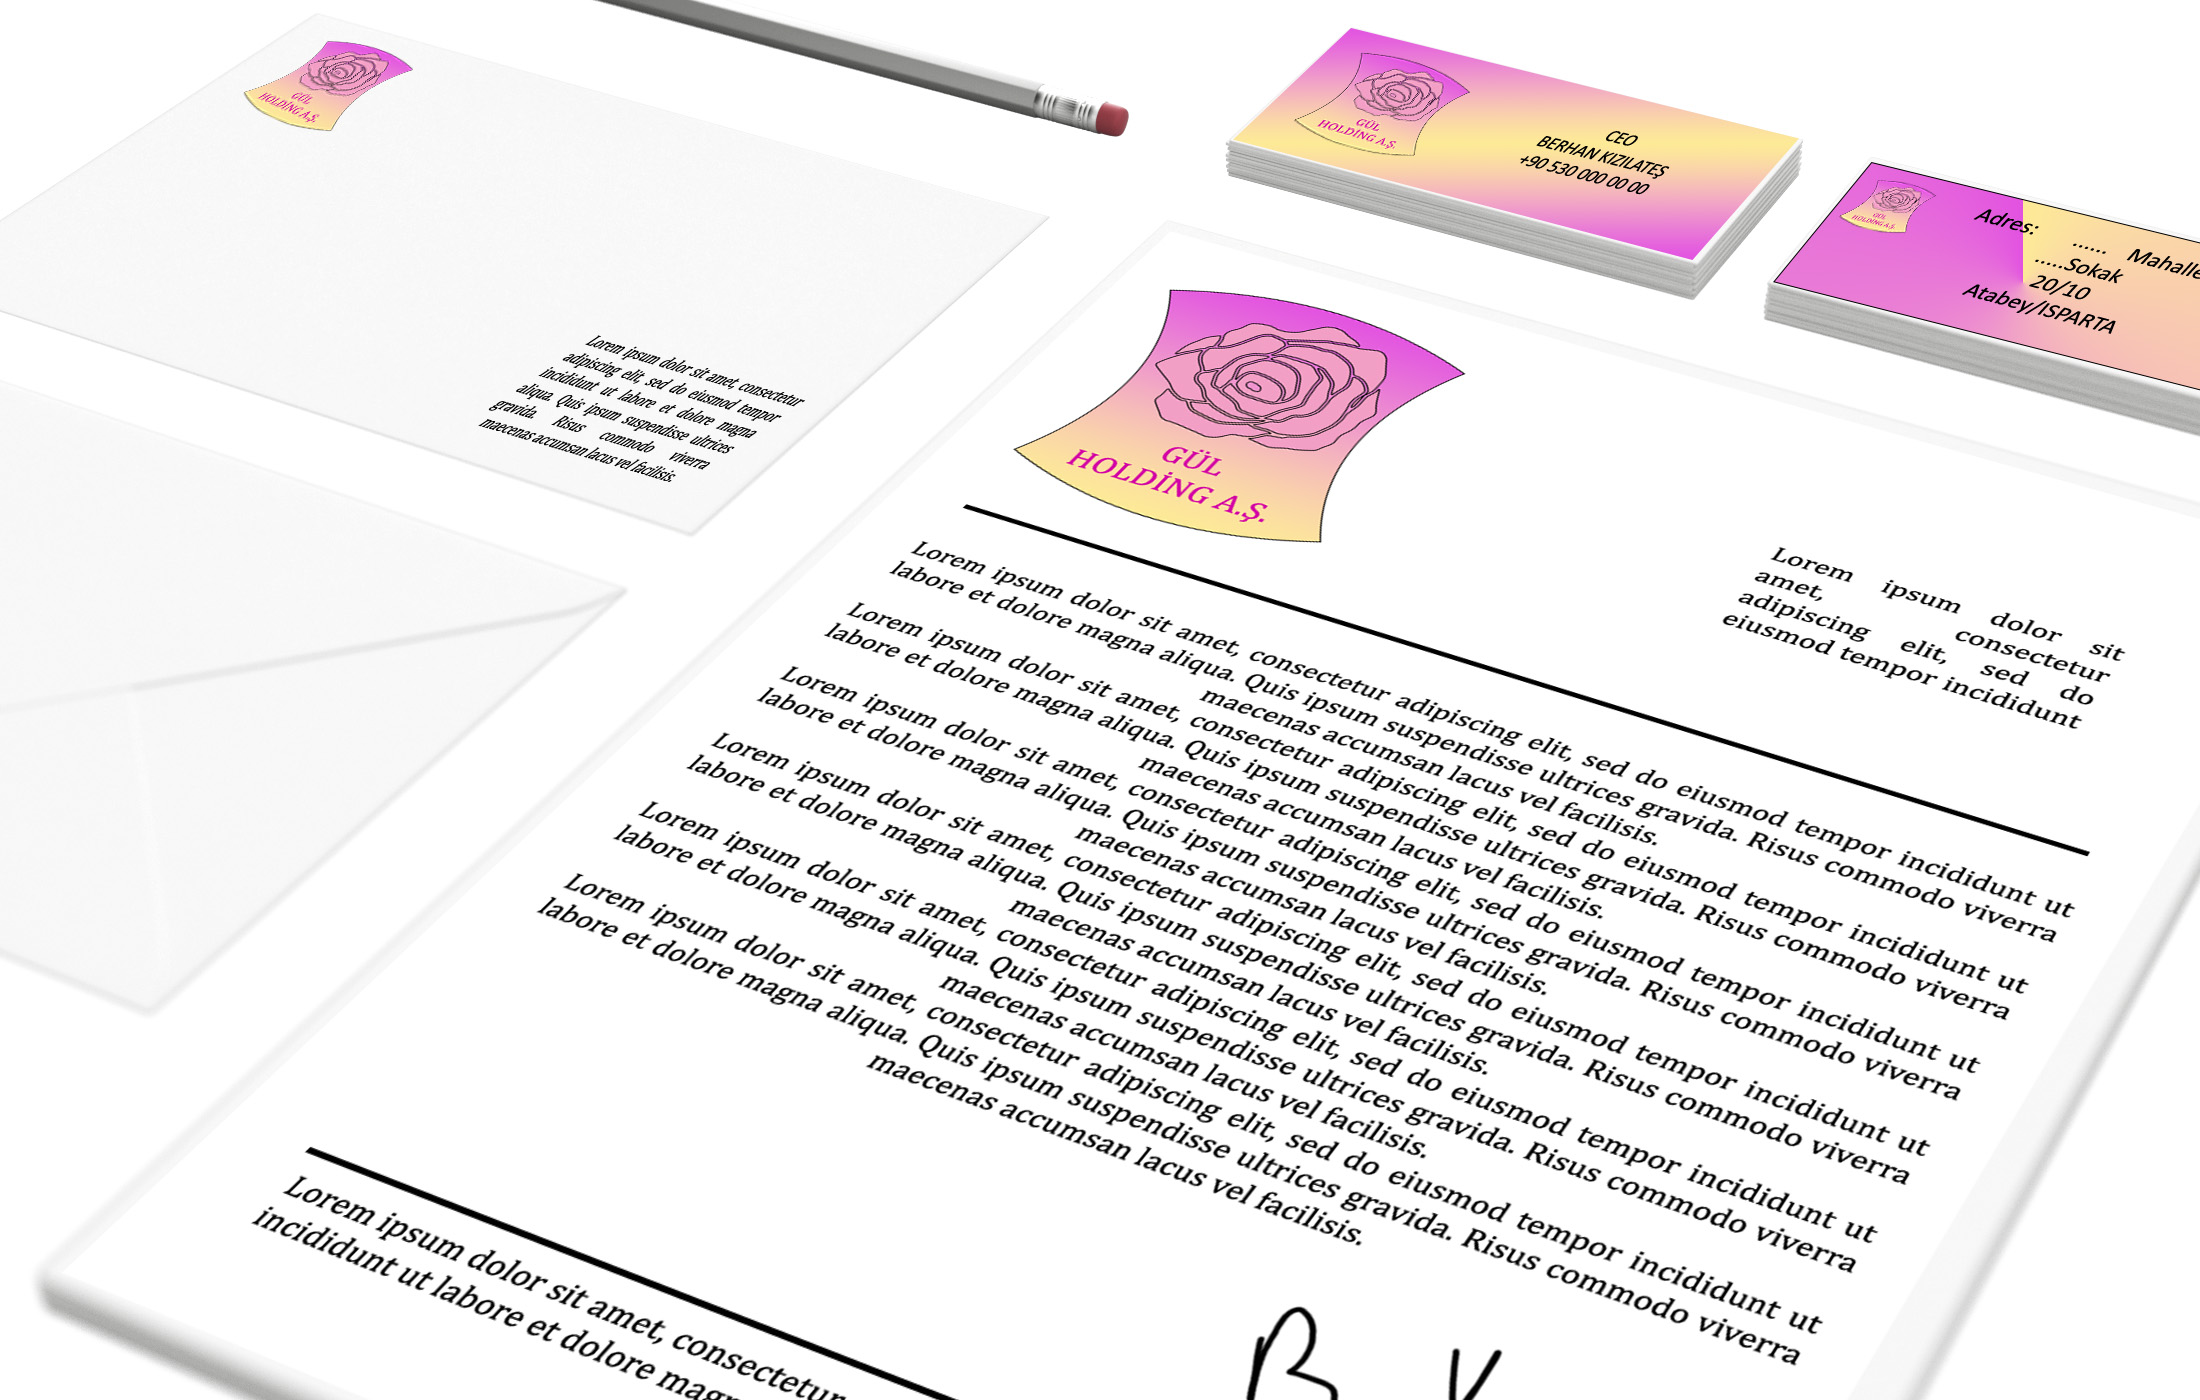 GÜL
HOLDİNG A.Ş.
Lorem ipsum dolor sit amet, consectetur
adipiscing elit, sed do eiusmod tempor
incididunt ut labore et dolore magna
aliqua. Quis ipsum suspendisse ultrices
gravida. Risus commodo viverra
maecenas accumsan lacus vel facilisis.
GÜL
HOLDİNG A.Ş.
CEO
BERHAN KIZILATEŞ
+90 530 000 00 00
GÜL
HOLDİNG A.Ş.
Adres: ...... Mahalle
.....Sokak
20/10
Atabey/ISPARTA
GÜL
HOLDİNG A.Ş.
Lorem ipsum dolor sit
amet, consectetur
adipiscing elit, sed do
eiusmod tempor incididunt
Lorem ipsum dolor sit amet, consectetur adipiscing elit, sed do eiusmod tempor incididunt ut
labore et dolore magna aliqua. Quis ipsum suspendisse ultrices gravida. Risus commodo viverra
maecenas accumsan lacus vel facilisis.
Lorem ipsum dolor sit amet, consectetur adipiscing elit, sed do eiusmod tempor incididunt ut
labore et dolore magna aliqua. Quis ipsum suspendisse ultrices gravida. Risus commodo viverra
maecenas accumsan lacus vel facilisis.
Lorem ipsum dolor sit amet, consectetur adipiscing elit, sed do eiusmod tempor incididunt ut
labore et dolore magna aliqua. Quis ipsum suspendisse ultrices gravida. Risus commodo viverra
maecenas accumsan lacus vel facilisis.
Lorem ipsum dolor sit amet, consectetur adipiscing elit, sed do eiusmod tempor incididunt ut
labore et dolore magna aliqua. Quis ipsum suspendisse ultrices gravida. Risus commodo viverra
maecenas accumsan lacus vel facilisis.
Lorem ipsum dolor sit amet, consectetur adipiscing elit, sed do eiusmod tempor incididunt ut
labore et dolore magna aliqua. Quis ipsum suspendisse ultrices gravida. Risus commodo viverra
maecenas accumsan lacus vel facilisis.
Lorem ipsum dolor sit amet, consectetur adipiscing elit, sed do eiusmod tempor incididunt ut
labore et dolore magna aliqua. Quis ipsum suspendisse ultrices gravida. Risus commodo viverra
maecenas accumsan lacus vel facilisis.
Lorem ipsum dolor sit amet, consectetur
incididunt ut labore et dolore magn
B